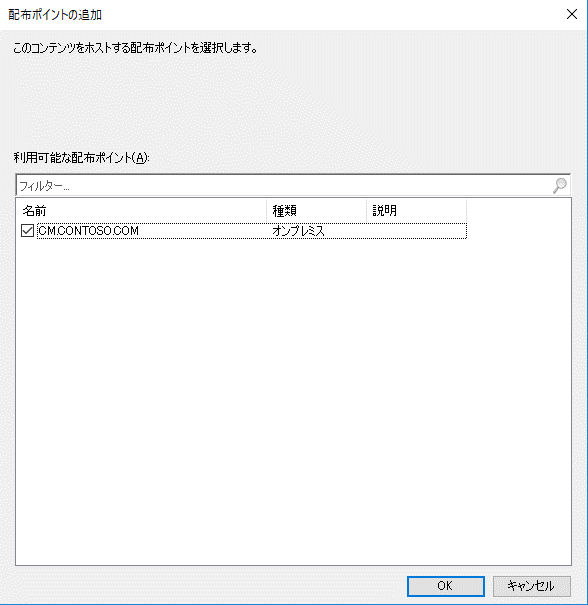 配布ポイントの追加
このコンテンツをホストする配布ポイントを選択します。
利用可能な配布ポイント(A):
フィルター...
名前 種類 説明
CM.CONTOSO.COM オンプレミス
OK キャンセル